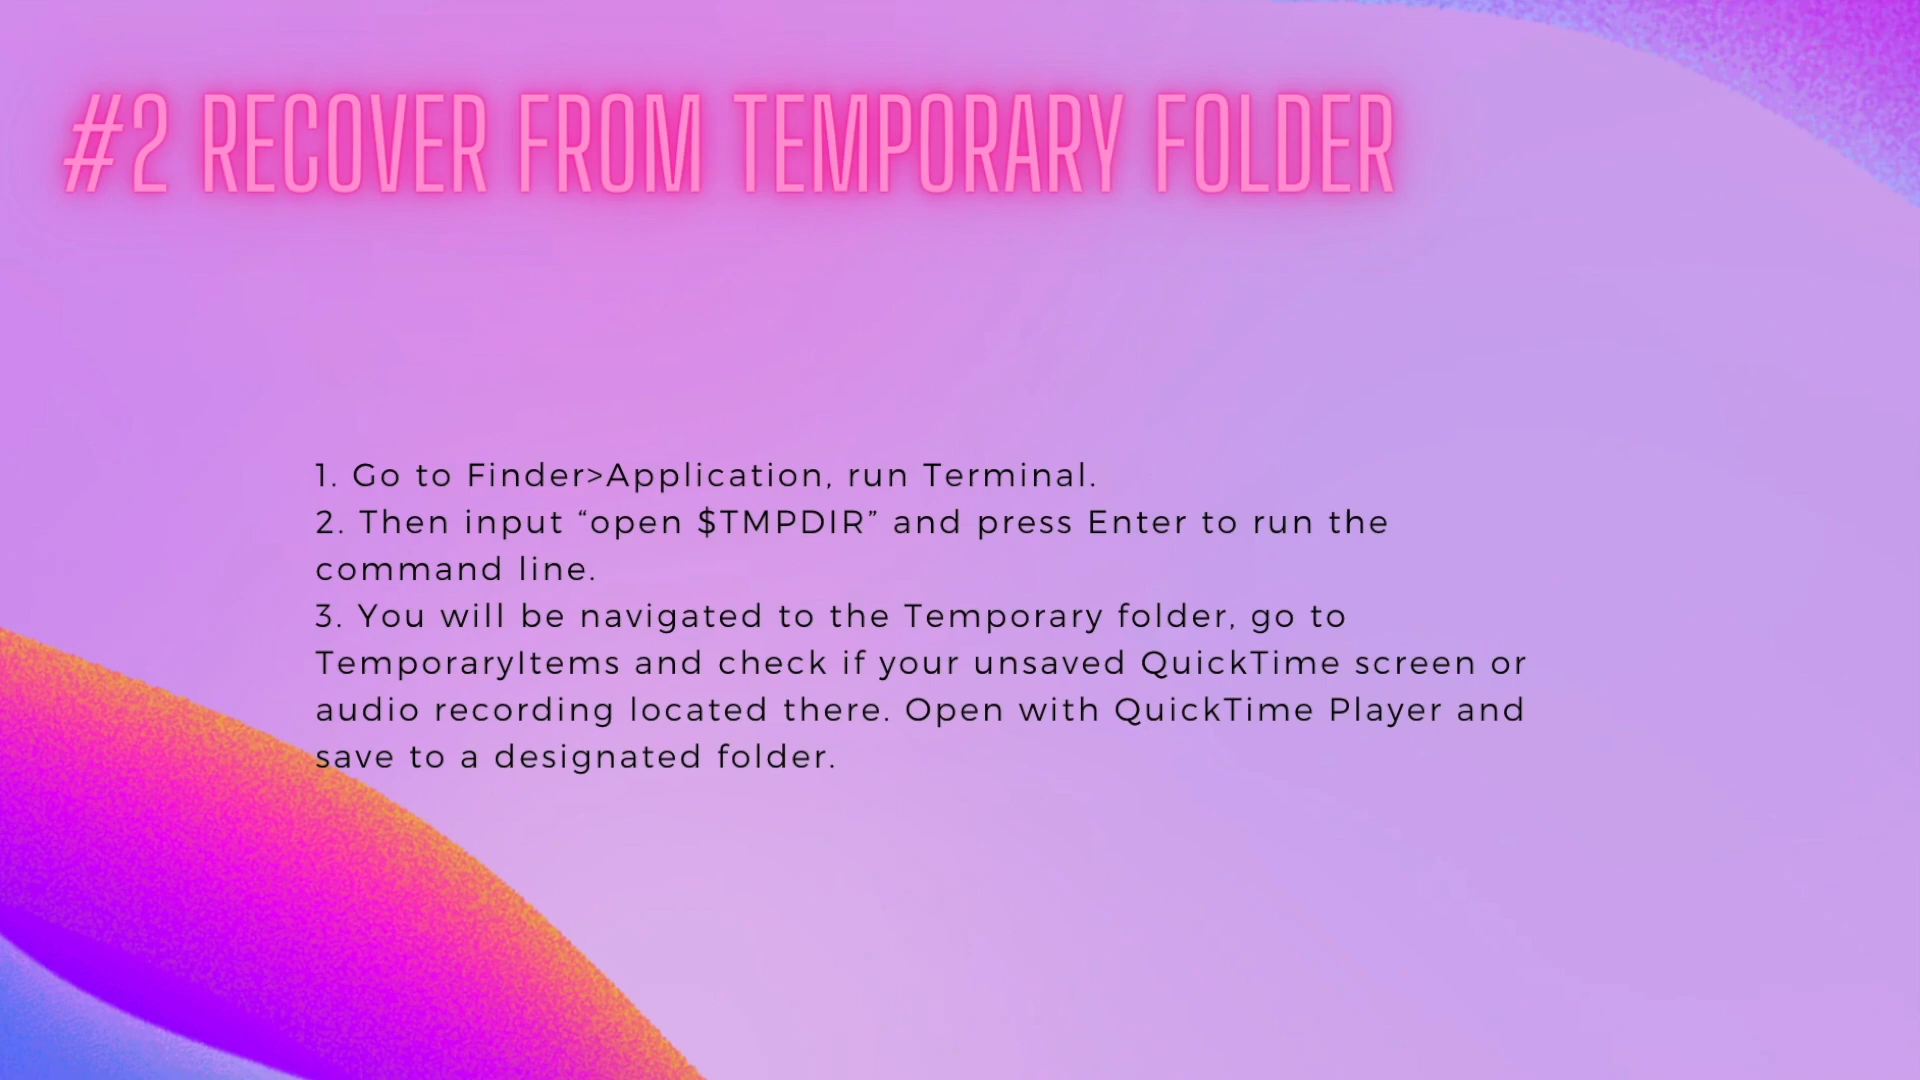 #2 RECOVER FROM TEMPORARY FOLDER
1. Go to Finder>Application, run Terminal.
2. Then input “open $TMPDIR” and press Enter to run the
command line.
3. You will be navigated to the Temporary folder, go to
TemporaryItems and check if your unsaved QuickTime screen or
audio recording located there. Open with QuickTime Player and
save to a designated folder.